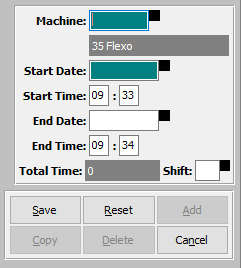 Machine:
35 Flexo
Start Date:
Start Time: 09 : 33
End Date:
End Time: 09 : 34
Total Time: 0 Shift:
Save Reset Add
Copy Delete Cancel